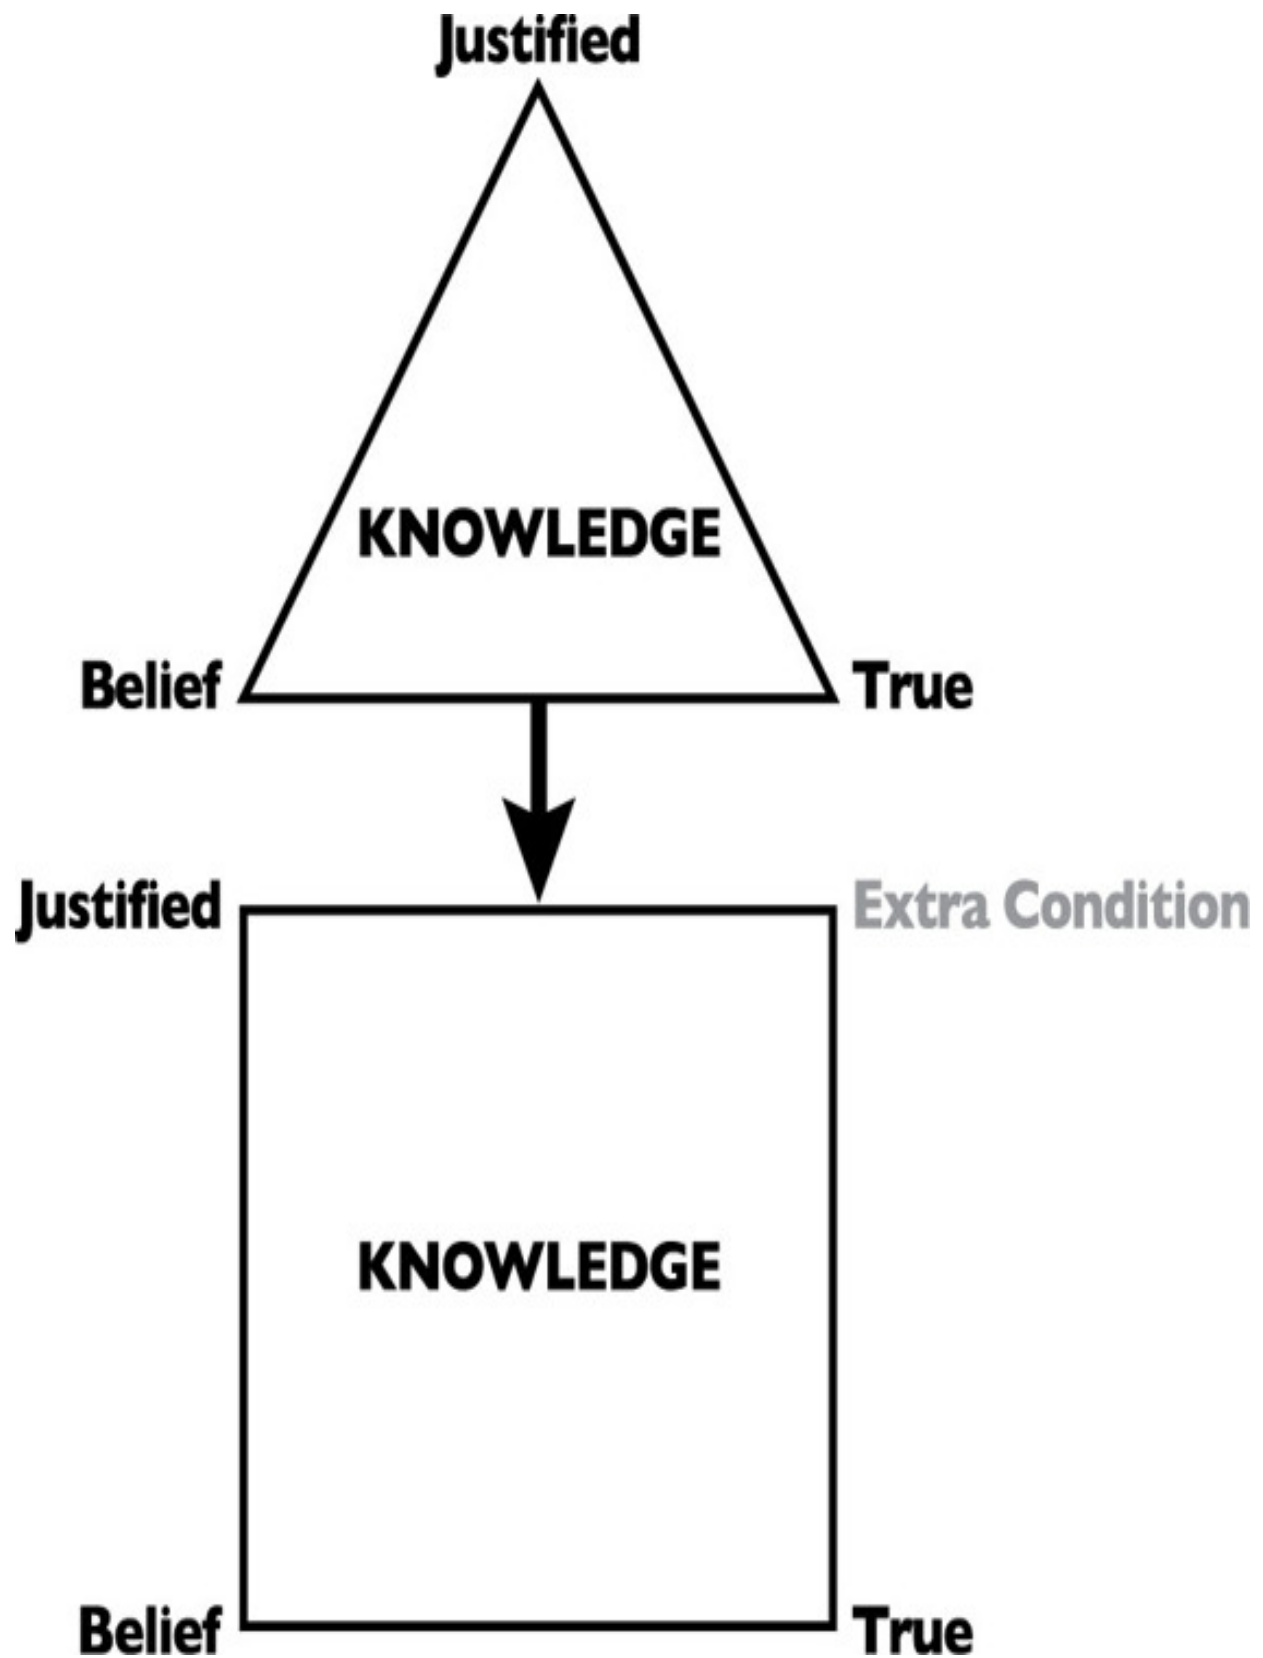 Justified
KNOWLEDGE
Belief
True
Justified
Extra Condition
KNOWLEDGE
Belief
True